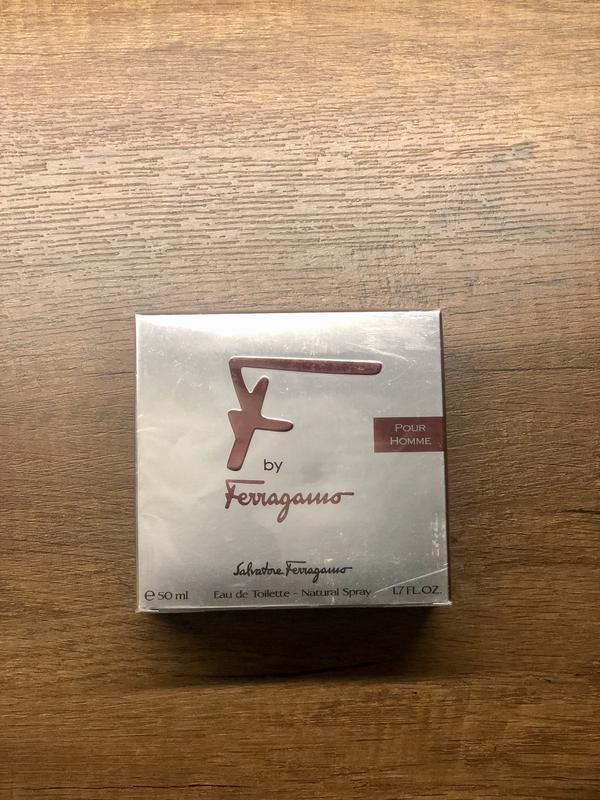 F
by
Ferragamo
POUR
HOMME
Salvatore Ferragamo
℮ 50 ml Eau de Toilette - Natural Spray 1.7 FL.OZ.